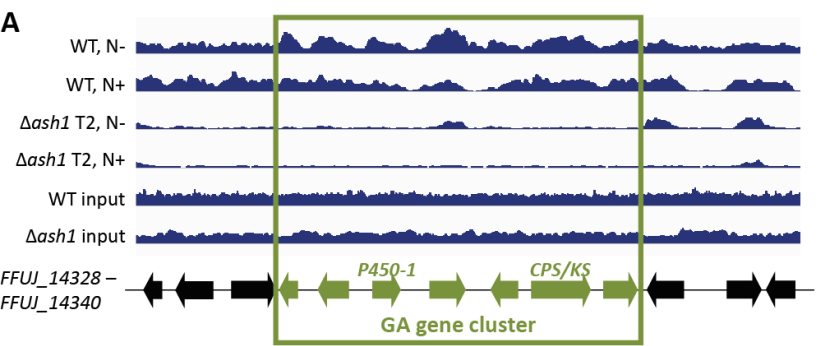 A
WT, N-
WT, N+
Δash1 T2, N-
Δash1 T2, N+
WT input
Δash1 input
P450-1 CPS/KS
FFUJ_14328 –
FFUJ_14340
GA gene cluster